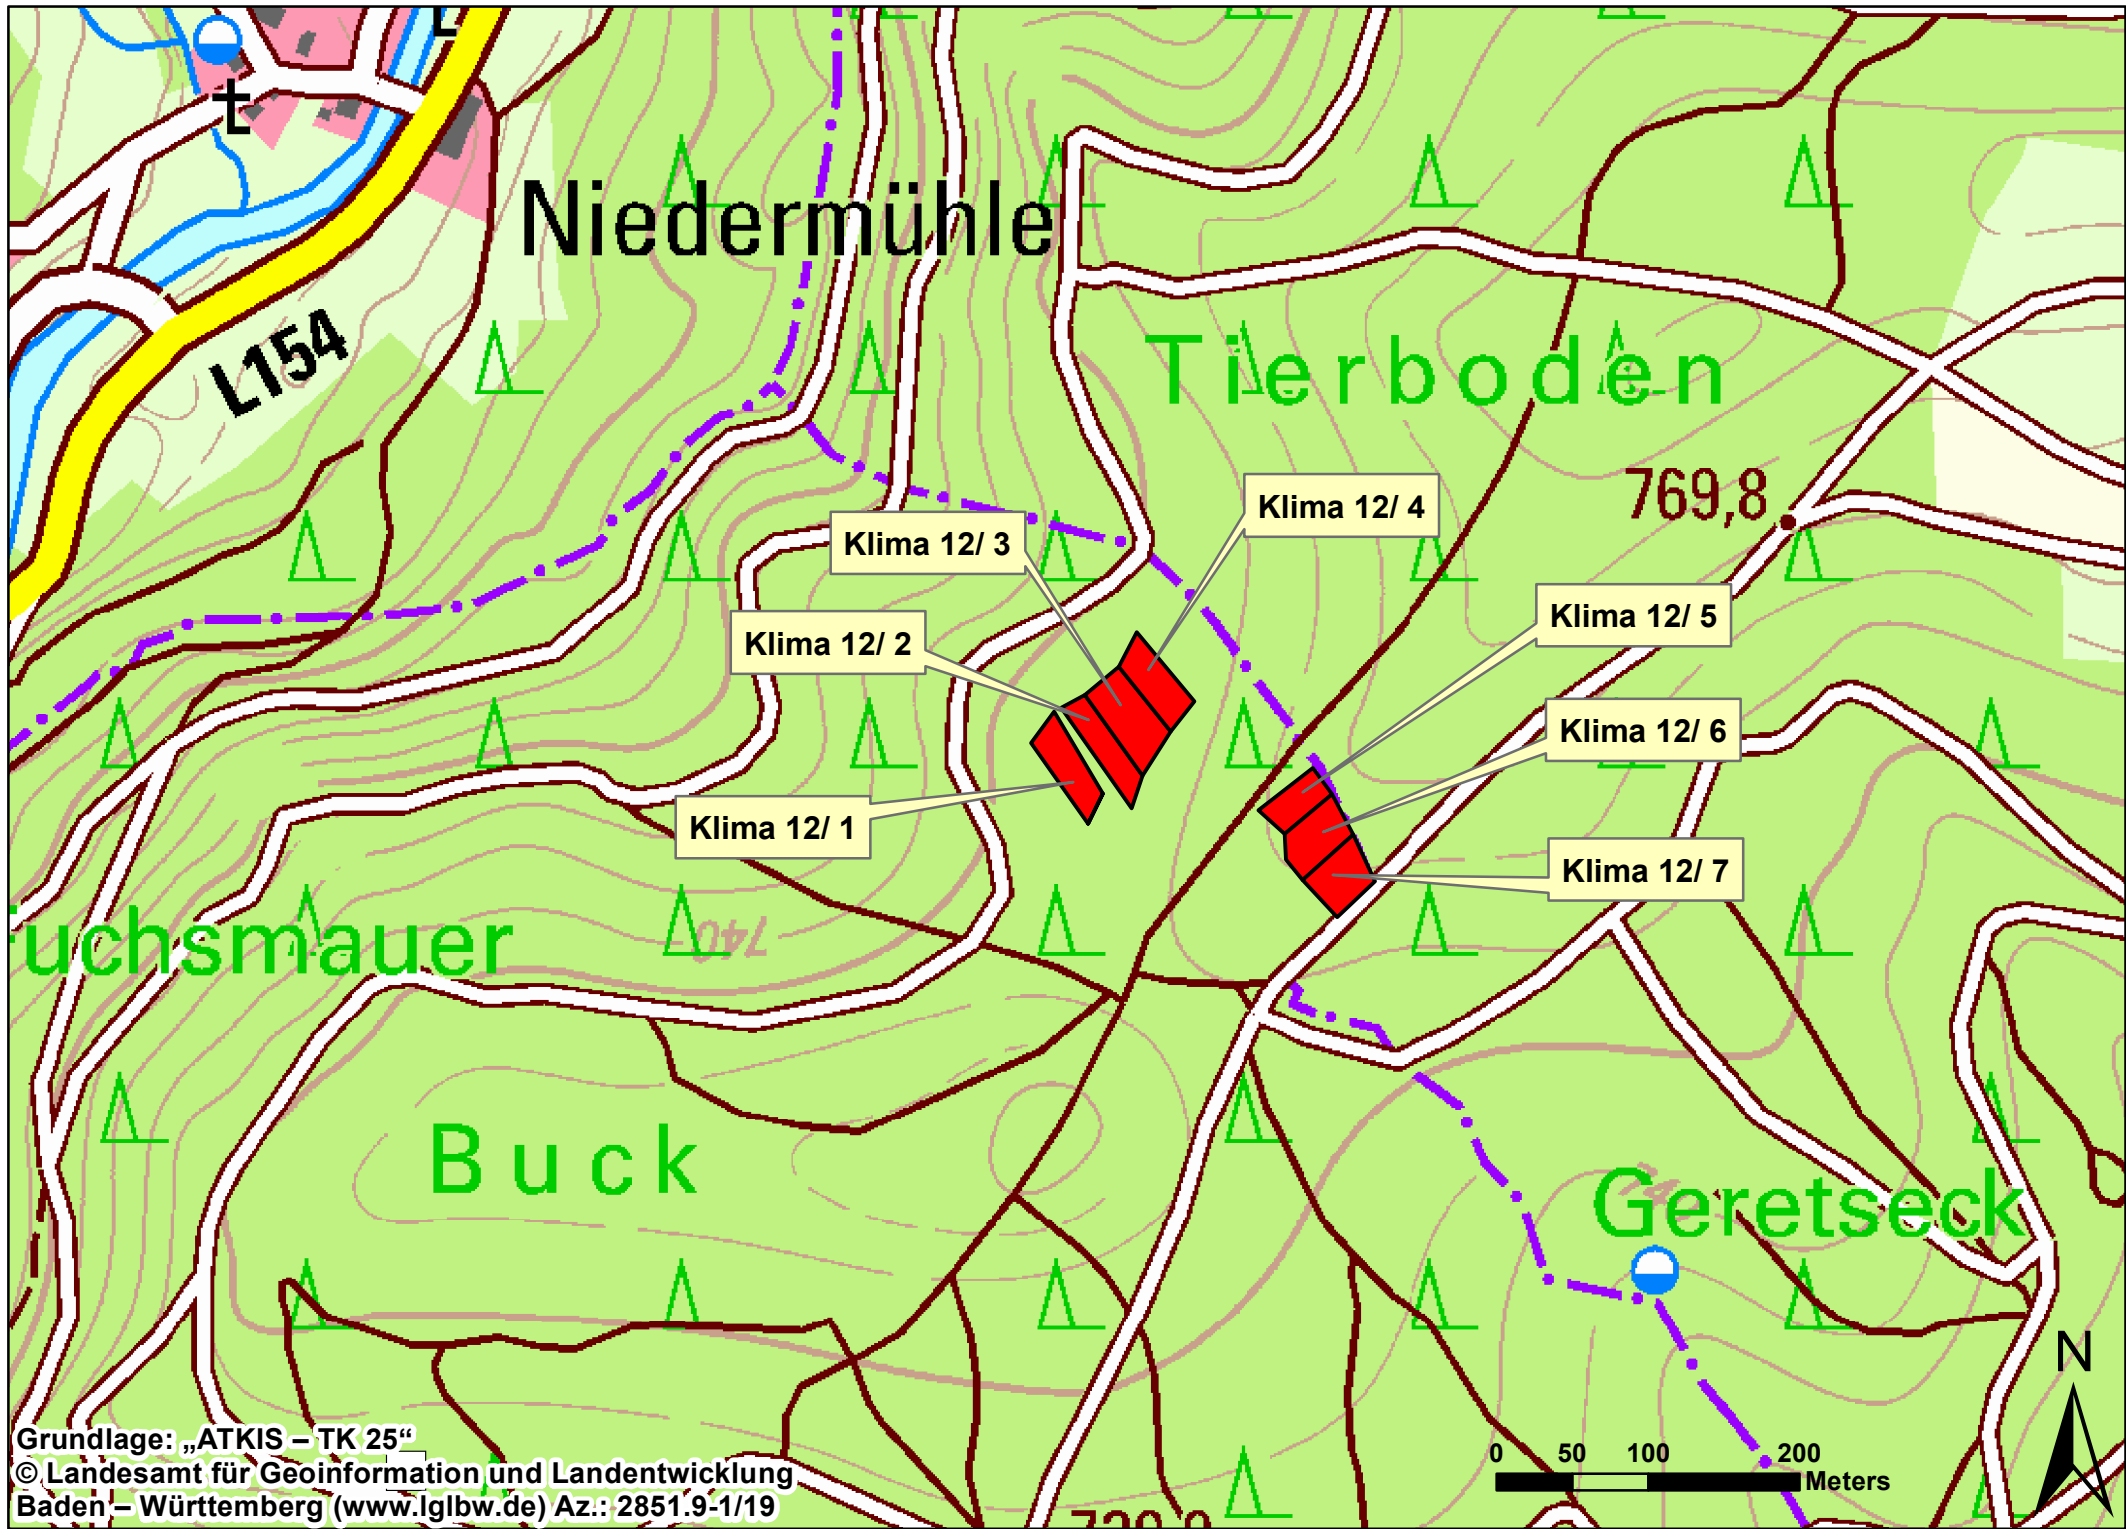 Niedermühle
L154
Tierboden
769,8
Klima 12/ 4
Klima 12/ 3
Klima 12/ 5
Klima 12/ 2
Klima 12/ 6
Klima 12/ 1
Klima 12/ 7
uchsmauer
740
Buck
Geretseck
N
0 50 100 200
Meters
Grundlage: „ATKIS – TK 25“
© Landesamt für Geoinformation und Landentwicklung
Baden – Württemberg (www.lglbw.de) Az.: 2851.9-1/19